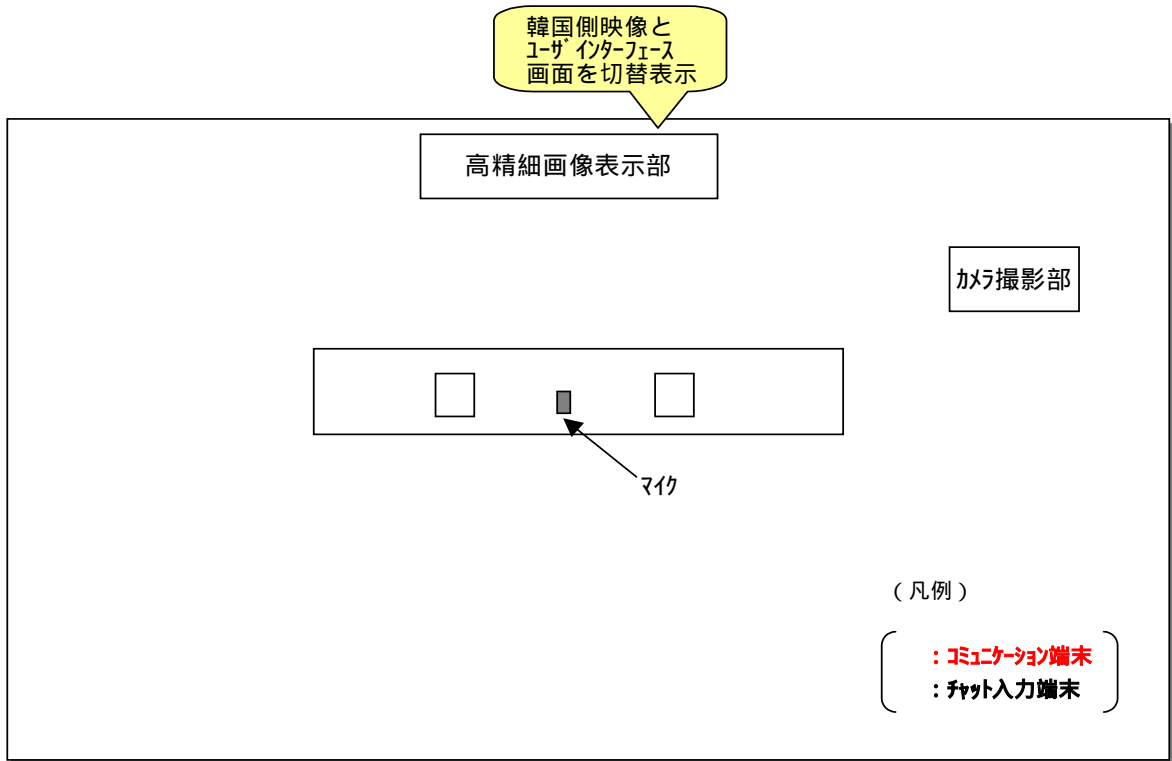 韓国側映像と
ﾕｰｻﾞｲﾝﾀｰﾌｪｰｽ
画面を切替表示
高精細画像表示部
ｶﾒﾗ撮影部
ﾏｲｸ
（凡例）
：ｺﾐｭﾆｹｰｼｮﾝ端末
：ﾁｬｯﾄ入力端末